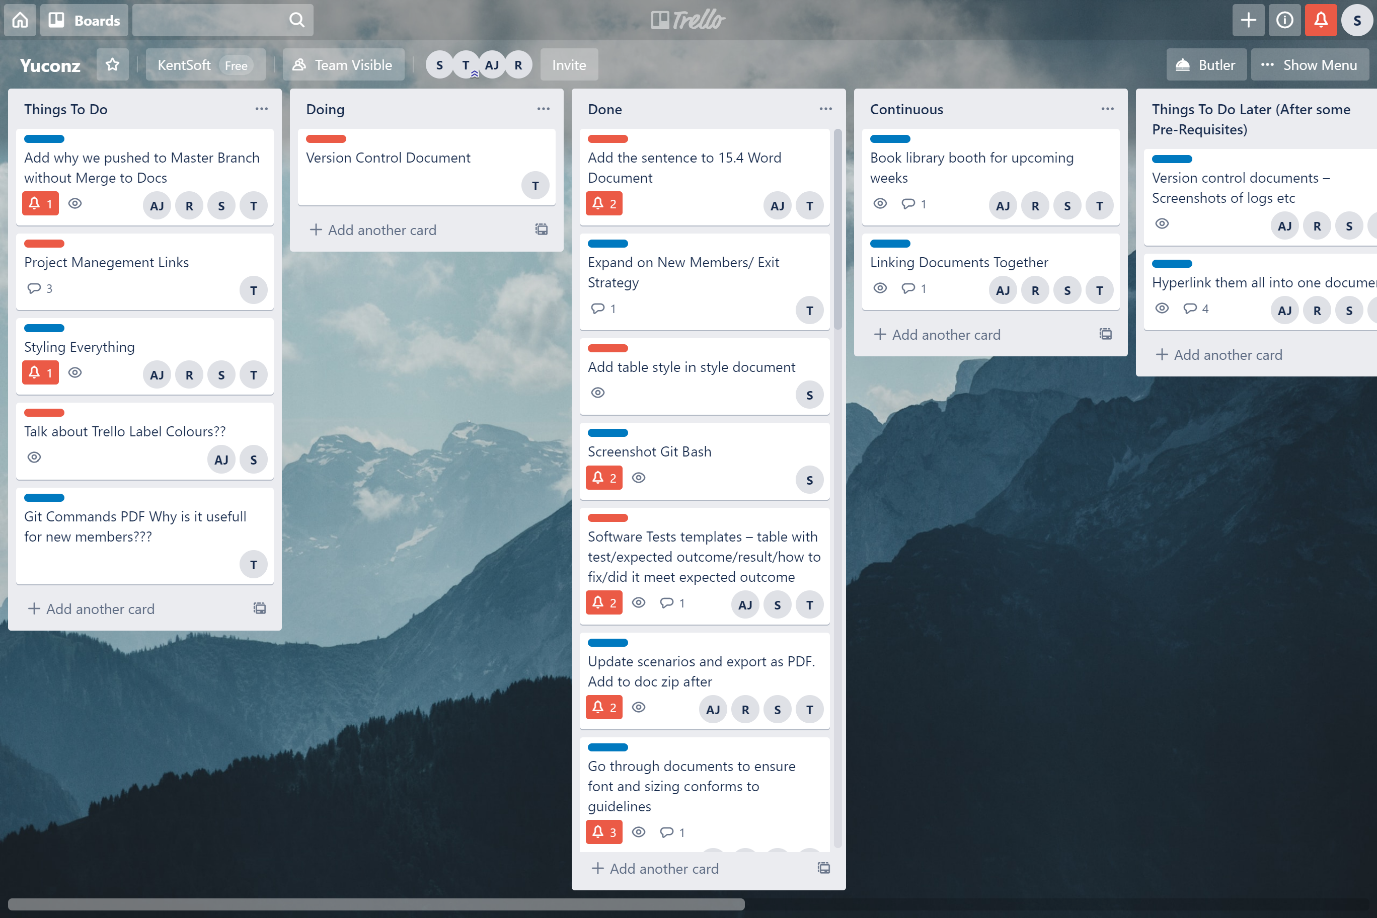 Boards
Trello
S
Yuconz
KentSoft Free
Team Visible
S T AJ R
Invite
Butler
Show Menu
Things To Do
Add why we pushed to Master Branch
without Merge to Docs
1
AJ R S T
Project Manegement Links
3
T
Styling Everything
1
AJ R S T
Talk about Trello Label Colours??
AJ S
Git Commands PDF Why is it usefull
for new members???
T
Add another card
Doing
Version Control Document
T
Add another card
Done
Add the sentence to 15.4 Word
Document
2
AJ T
Expand on New Members/ Exit
Strategy
1
T
Add table style in style document
S
Screenshot Git Bash
2
S
Software Tests templates – table with
test/expected outcome/result/how to
fix/did it meet expected outcome
2 1
AJ S T
Update scenarios and export as PDF.
Add to doc zip after
2
AJ R S T
Go through documents to ensure
font and sizing conforms to
guidelines
3 1
Add another card
Continuous
Book library booth for upcoming
weeks
1
AJ R S T
Linking Documents Together
1
AJ R S T
Add another card
Things To Do Later (After some
Pre-Requisites)
Version control documents –
Screenshots of logs etc
AJ R S
Hyperlink them all into one docume
4
AJ R S
Add another card